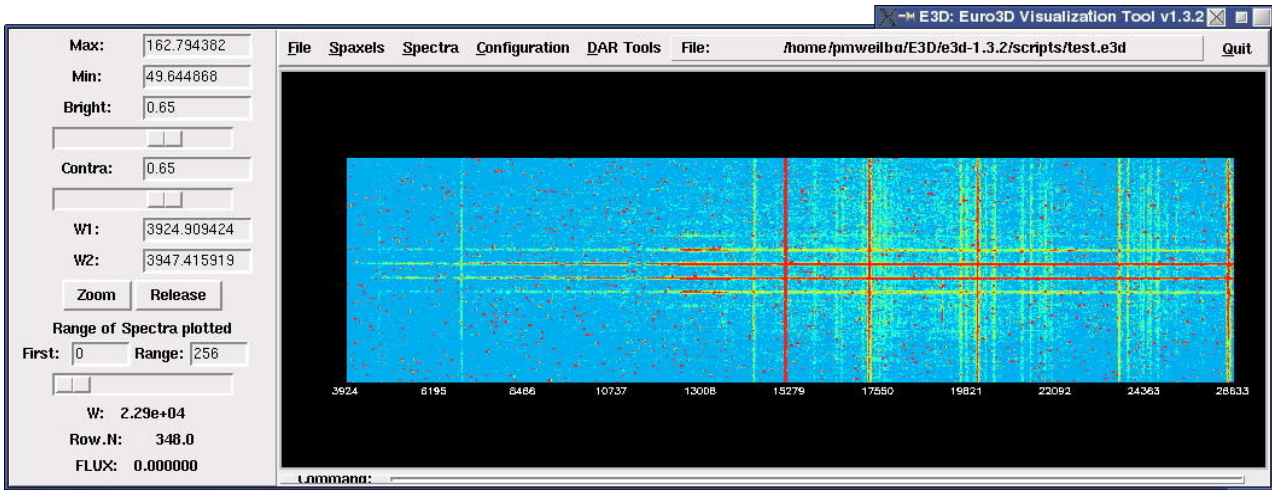 E3D: Euro3D Visualization Tool v1.3.2
Max: 162.794382
Min: 49.644868
Bright: 0.65
Contra: 0.65
W1: 3924.909424
W2: 3947.415919
Zoom Release
Range of Spectra plotted
First: 0 Range: 256
W: 2.29e+04
Row.N: 348.0
FLUX: 0.000000
File Spaxels Spectra Configuration DAR Tools File: /home/pmweilba/E3D/e3d-1.3.2/scripts/test.e3d Quit
3924 6195 8466 10737 13008 15279 17550 19821 22092 24363 26633
Command: